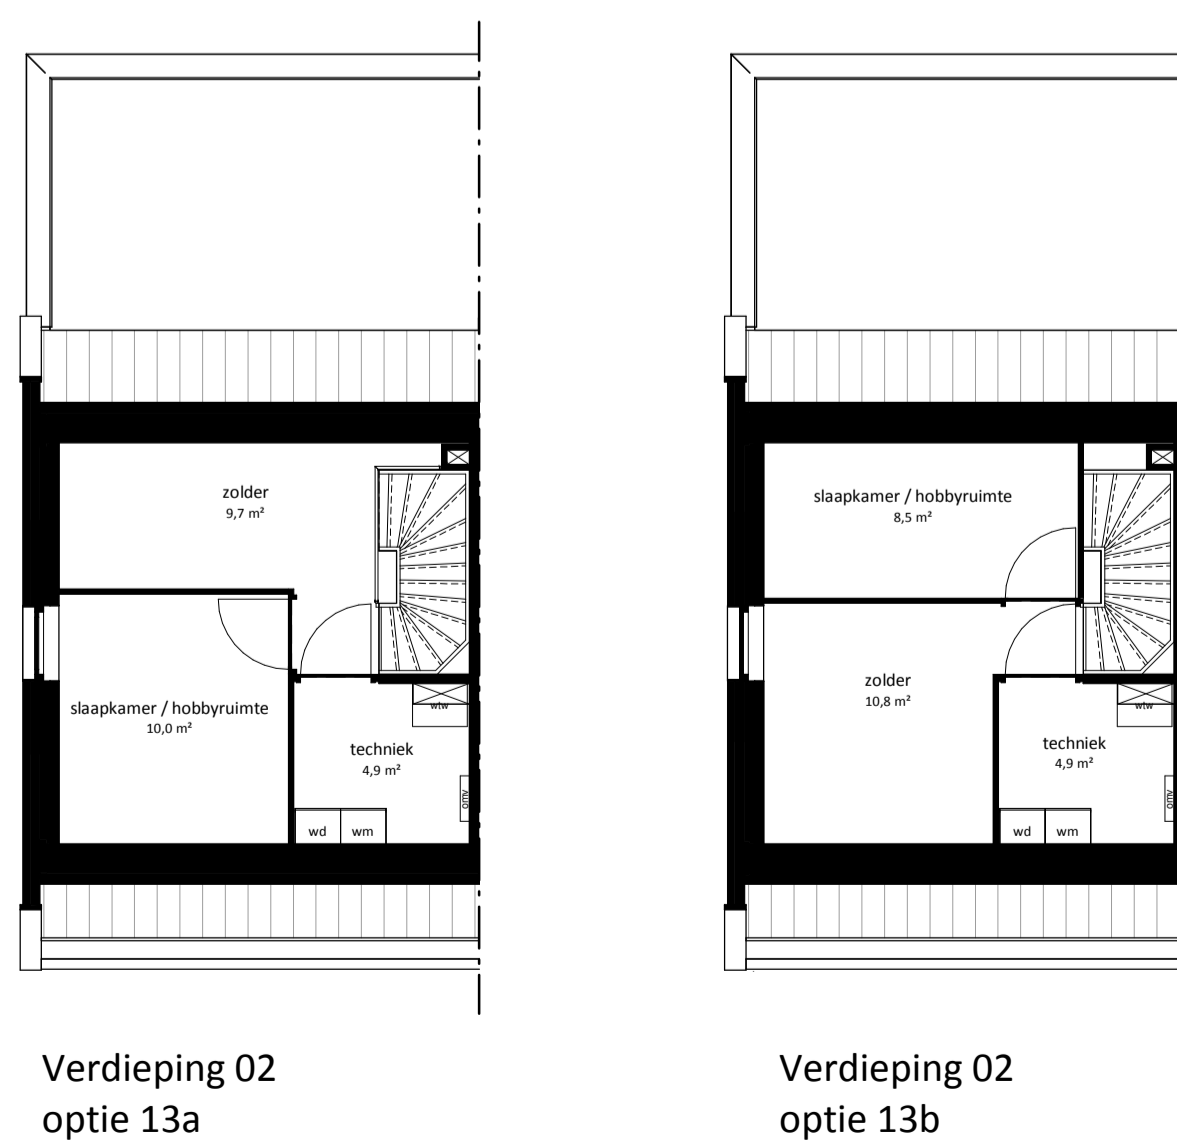 zolder
9,7 m²
slaapkamer / hobbyruimte
10,0 m²
techniek
4,9 m²
wtw
omv
wd
wm
Verdieping 02
optie 13a
slaapkamer / hobbyruimte
8,5 m²
zolder
10,8 m²
techniek
4,9 m²
wtw
omv
wd
wm
Verdieping 02
optie 13b